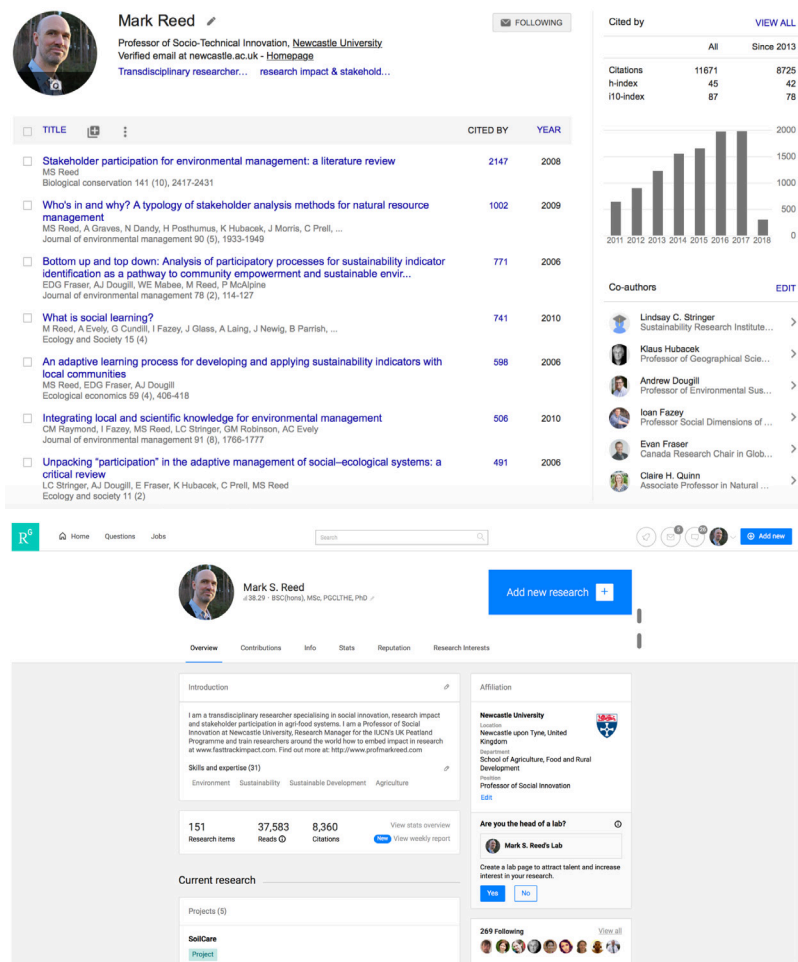 Mark Reed
FOLLOWING
Professor of Socio-Technical Innovation, Newcastle University
Verified email at newcastle.ac.uk - Homepage
Transdisciplinary researcher... research impact & stakehold...
TITLE
CITED BY YEAR
Stakeholder participation for environmental management: a literature review 2147 2008
MS Reed
Biological conservation 141 (10), 2417-2431
Who's in and why? A typology of stakeholder analysis methods for natural resource 1002 2009
management
MS Reed, A Graves, N Dandy, H Posthumus, K Hubacek, J Morris, C Prell, ...
Journal of environmental management 90 (5), 1933-1949
Bottom up and top down: Analysis of participatory processes for sustainability indicator 771 2006
identification as a pathway to community empowerment and sustainable envir...
EDG Fraser, AJ Dougill, WE Mabee, M Reed, P McAlpine
Journal of environmental management 78 (2), 114-127
What is social learning? 741 2010
M Reed, A Evely, G Cundill, I Fazey, J Glass, A Laing, J Newig, B Parrish, ...
Ecology and Society 15 (4)
An adaptive learning process for developing and applying sustainability indicators with 598 2006
local communities
MS Reed, EDG Fraser, AJ Dougill
Ecological economics 59 (4), 406-418
Integrating local and scientific knowledge for environmental management 506 2010
CM Raymond, I Fazey, MS Reed, LC Stringer, GM Robinson, AC Evely
Journal of environmental management 91 (8), 1766-1777
Unpacking “participation” in the adaptive management of social–ecological systems: a 491 2006
critical review
LC Stringer, AJ Dougill, E Fraser, K Hubacek, C Prell, MS Reed
Ecology and society 11 (2)
Cited by VIEW ALL
All Since 2013
Citations 11671 8725
h-index 45 42
i10-index 87 78
2000
1500
1000
500
0
2011 2012 2013 2014 2015 2016 2017 2018
Co-authors EDIT
Lindsay C. Stringer
Sustainability Research Institute...
Klaus Hubacek
Professor of Geographical Scie...
Andrew Dougill
Professor of Environmental Sus...
Ioan Fazey
Professor Social Dimensions of ...
Evan Fraser
Canada Research Chair in Glob...
Claire H. Quinn
Associate Professor in Natural ...
RG
Home Questions Jobs
Search
Add new
Mark S. Reed
38.29 · BSC(hons), MSc, PGCLTHE, PhD
Add new research
Overview Contributions Info Stats Reputation Research Interests
Introduction
I am a transdisciplinary researcher specialising in social innovation, research impact
and stakeholder participation in agri-food systems. I am a Professor of Social
Innovation at Newcastle University, Research Manager for the IUCN's UK Peatland
Programme and train researchers around the world how to embed impact in research
at www.fasttrackimpact.com. Find out more at: http://www.profmarkreed.com
Skills and expertise (31)
Environment Sustainability Sustainable Development Agriculture
151 37,583 8,360 View stats overview
Research items Reads Citations New View weekly report
Current research
Projects (5)
SoilCare
Project
Affiliation
Newcastle University
Location
Newcastle upon Tyne, United
Kingdom
Department
School of Agriculture, Food and Rural
Development
Position
Professor of Social Innovation
Edit
Are you the head of a lab?
Mark S. Reed's Lab
Create a lab page to attract talent and increase
interest in your research.
Yes No
269 Following View all